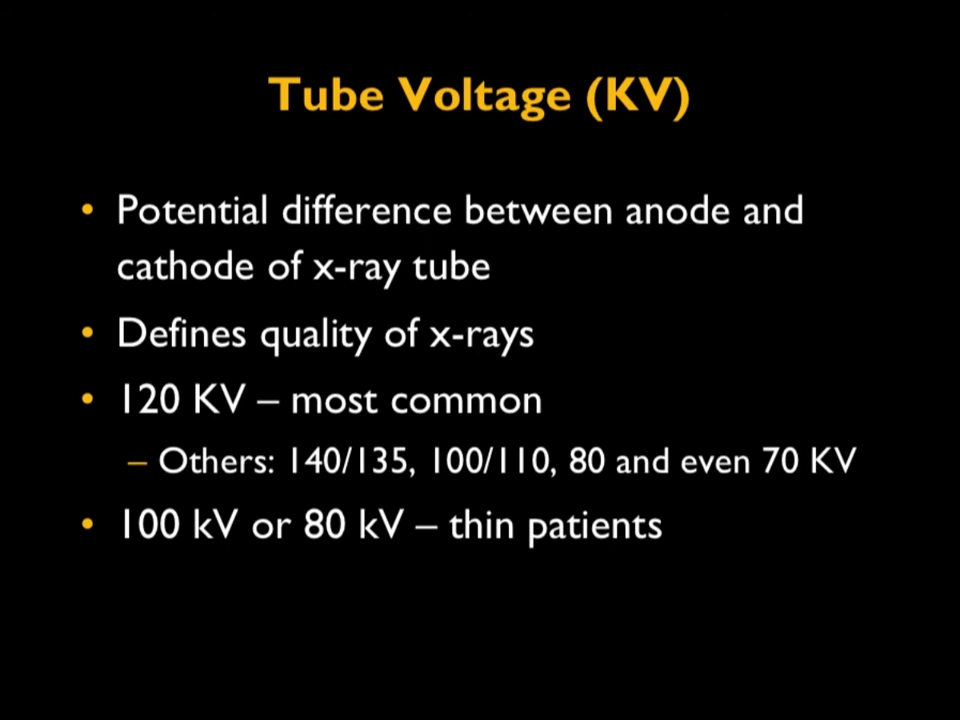 Tube Voltage (KV)
• Potential difference between anode and
cathode of x-ray tube
• Defines quality of x-rays
• 120 KV – most common
– Others: 140/135, 100/110, 80 and even 70 KV
• 100 kV or 80 kV – thin patients